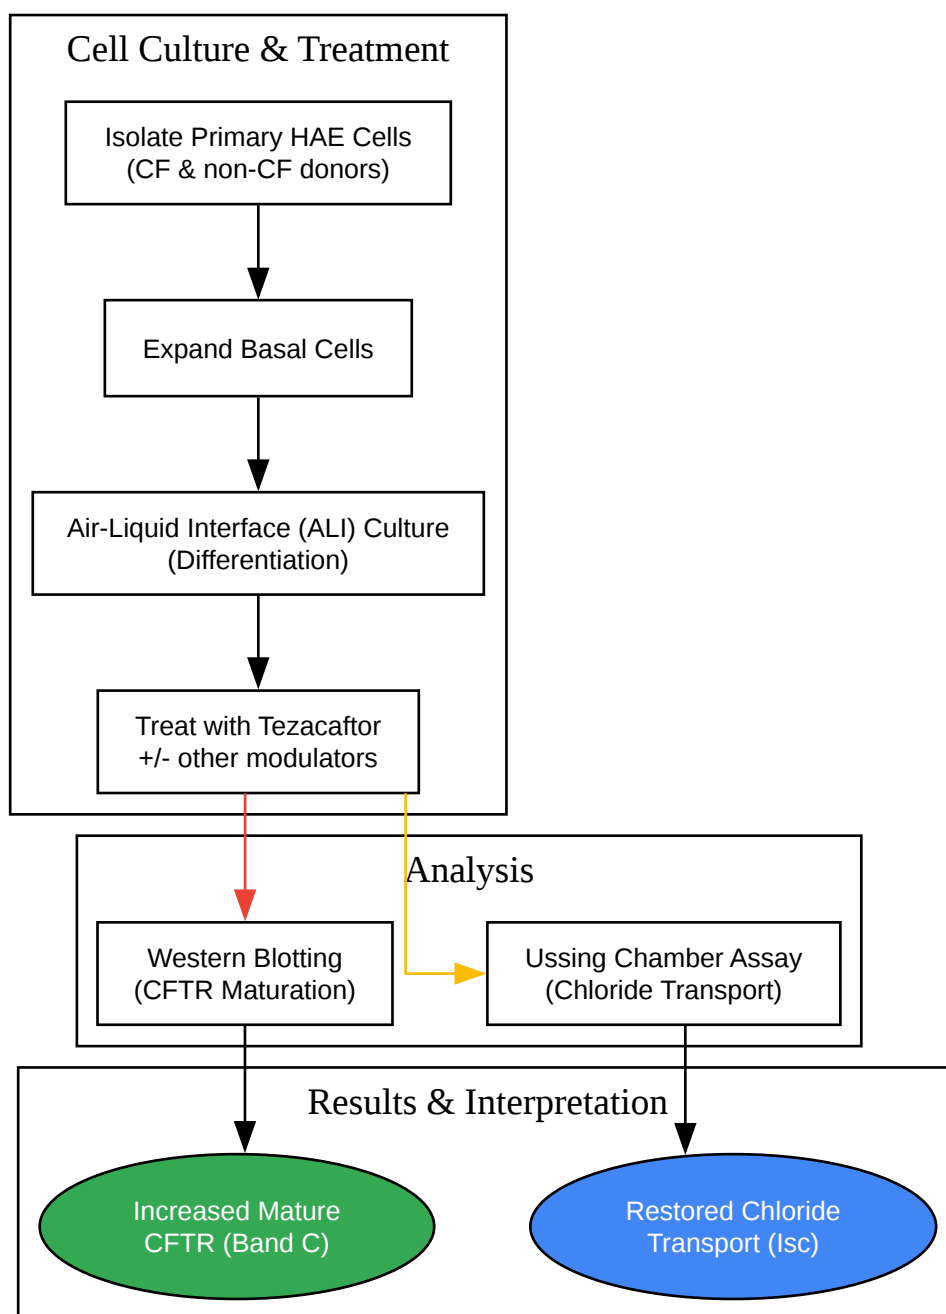 Cell Culture & Treatment
Isolate Primary HAE Cells
(CF & non-CF donors)
Expand Basal Cells
Air-Liquid Interface (ALI) Culture
(Differentiation)
Treat with Tezacaftor
+/- other modulators
Analysis
Western Blotting
(CFTR Maturation)
Ussing Chamber Assay
(Chloride Transport)
Results & Interpretation
Increased Mature
CFTR (Band C)
Restored Chloride
Transport (Isc)